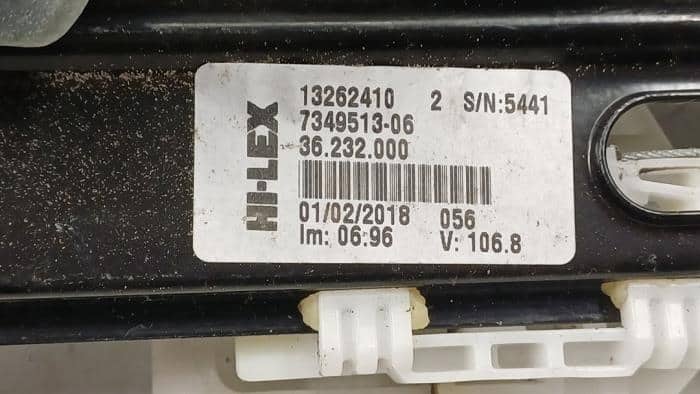 HI-LEX
13262410 2 S/N:5441
7349513-06
36.232.000
01/02/2018 056
Im: 06:96 V: 106.8